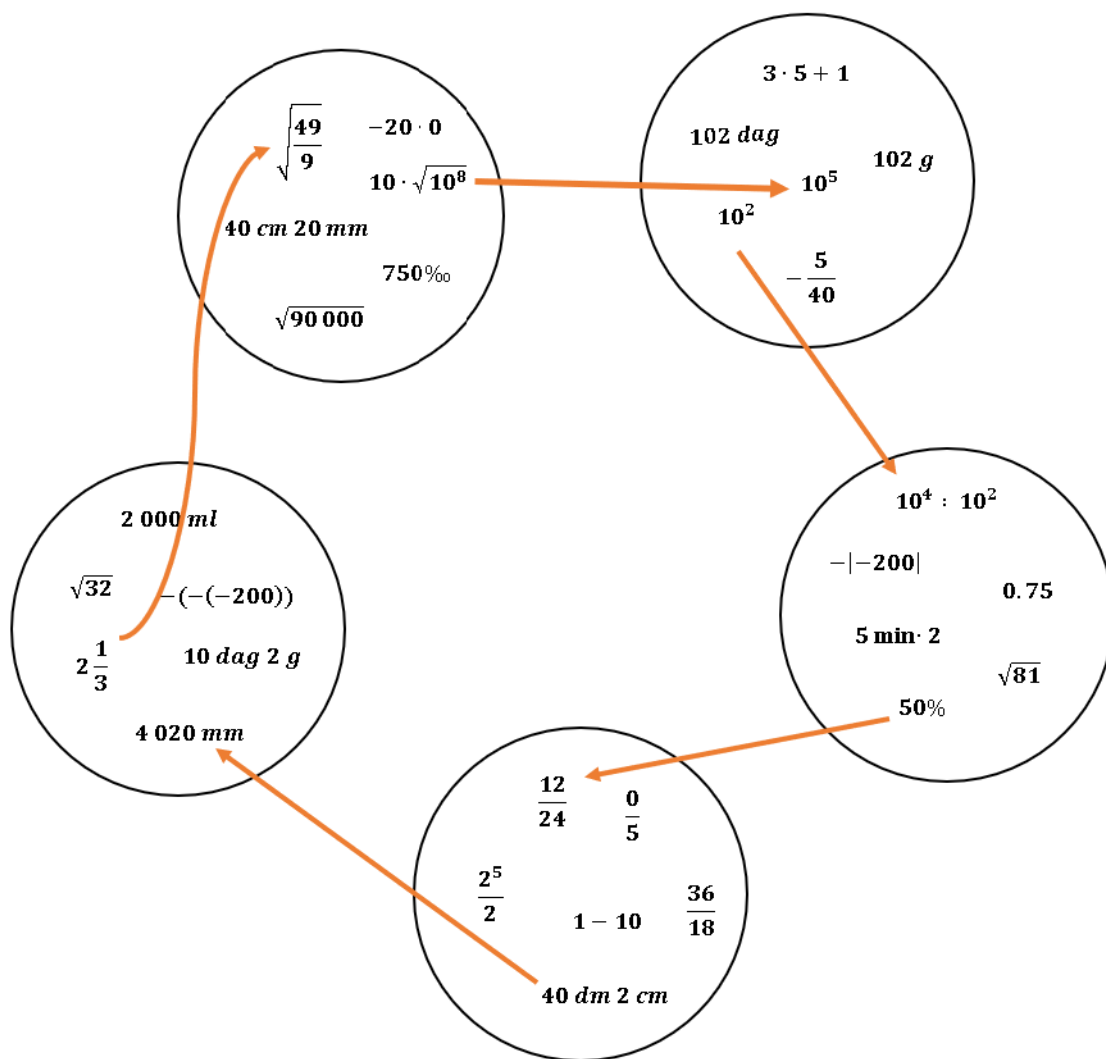 √(49/9)
−20 · 0
10 · √(10⁸)
40 cm 20 mm
750‰
√(90 000)
3 · 5 + 1
102 dag
102 g
10⁵
10²
−5/40
10⁴ : 10²
−|−200|
0.75
5 min· 2
√81
50%
12/24
0/5
2⁵/2
1 − 10
36/18
40 dm 2 cm
2 000 ml
√32
−(−(−200))
2 1/3
10 dag 2 g
4 020 mm